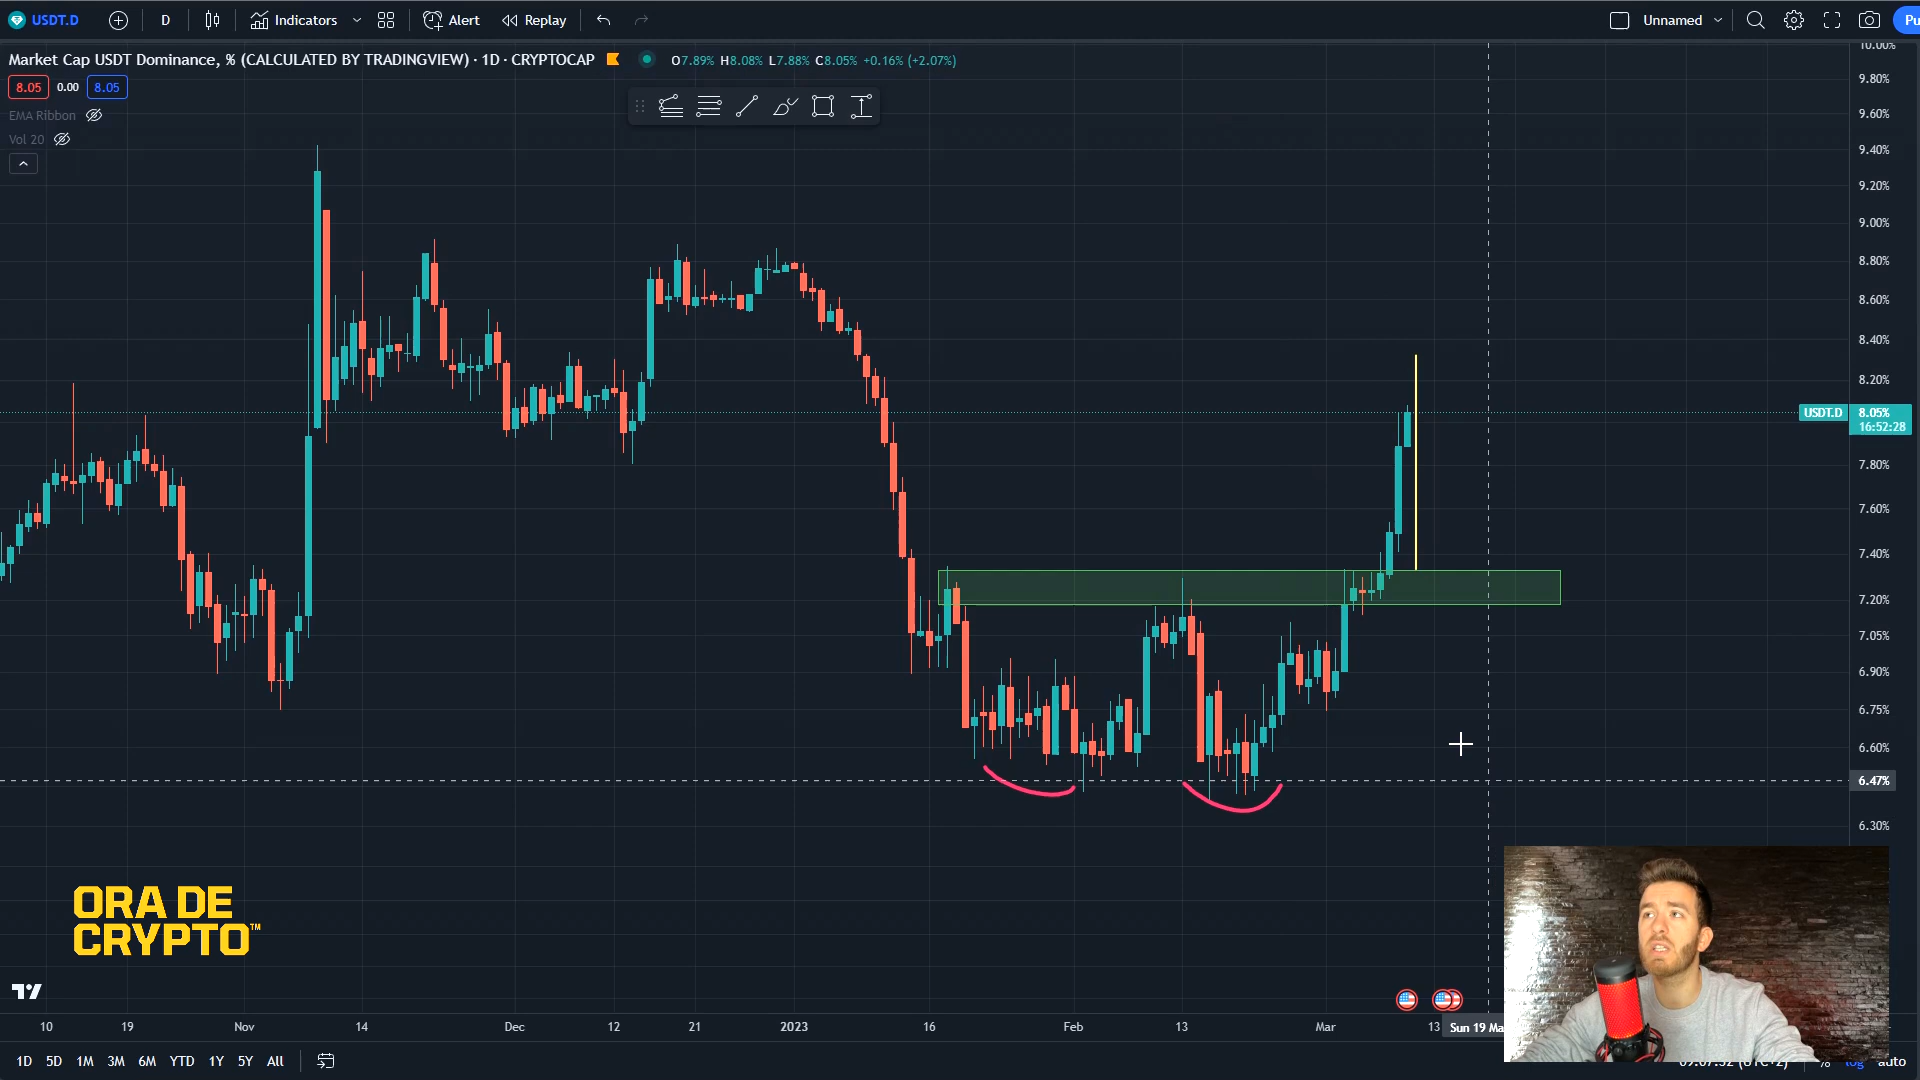 USDT.D D Indicators Alert Replay Unnamed Pu
Market Cap USDT Dominance, % (CALCULATED BY TRADINGVIEW) · 1D · CRYPTOCAP O7.89% H8.08% L7.88% C8.05% +0.16% (+2.07%)
8.05 0.00 8.05
EMA Ribbon
Vol 20
10.00%
9.80%
9.60%
9.40%
9.20%
9.00%
8.80%
8.60%
8.40%
8.20%
USDT.D 8.05%
16:52:28
7.80%
7.60%
7.40%
7.20%
7.05%
6.90%
6.75%
6.60%
6.47%
6.30%
ORA DE
CRYPTO™
10 19 Nov 14 Dec 12 21 2023 16 Feb 13 Mar 13 Sun 19 Ma
1D 5D 1M 3M 6M YTD 1Y 5Y All % log auto